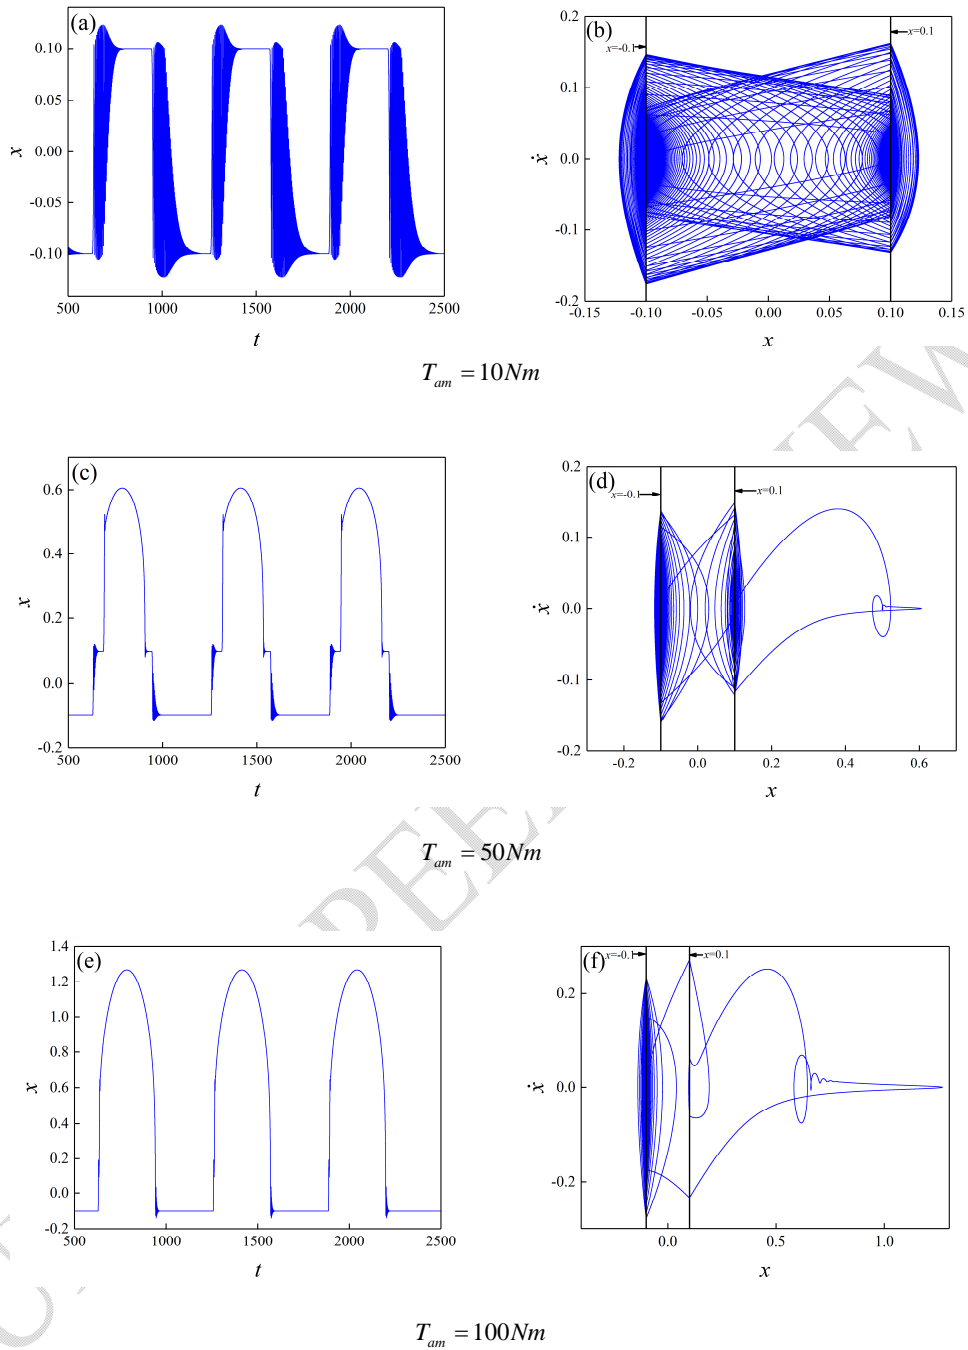 (a)
0.10
0.05
0.00
-0.05
-0.10
x
500 1000 1500 2000 2500
t
(b)
x=-0.1
x=0.1
0.2
0.1
0.0
-0.1
-0.2
ẋ
-0.15 -0.10 -0.05 0.00 0.05 0.10 0.15
x
T_am = 10Nm
(c)
0.6
0.4
0.2
0.0
-0.2
x
500 1000 1500 2000 2500
t
(d)
x=-0.1
x=0.1
0.2
0.1
0.0
-0.1
-0.2
ẋ
-0.2 0.0 0.2 0.4 0.6
x
T_am = 50Nm
(e)
1.4
1.2
1.0
0.8
0.6
0.4
0.2
0.0
-0.2
x
500 1000 1500 2000 2500
t
(f)
x=-0.1
x=0.1
0.2
0.0
-0.2
ẋ
0.0 0.5 1.0
x
T_am = 100Nm